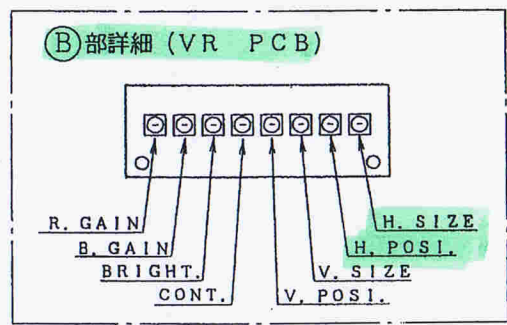 Ⓑ部詳細 (VR PCB)
R. GAIN
H. SIZE
B. GAIN
H. POSI.
BRIGHT.
V. SIZE
CONT.
V. POSI.